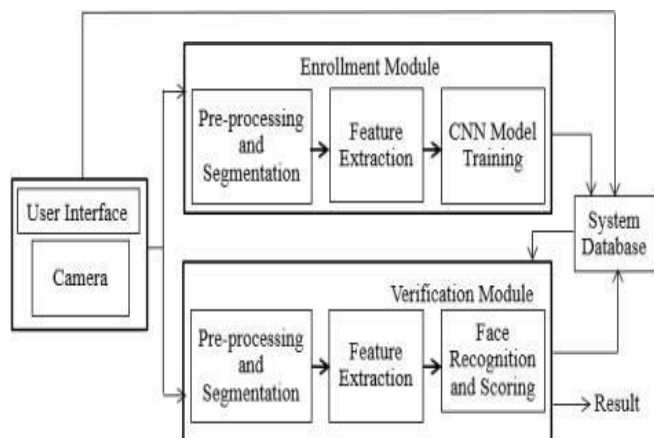 Enrollment Module
Pre-processing
and
Segmentation
Feature
Extraction
CNN Model
Training
User Interface
Camera
System
Database
Verification Module
Pre-processing
and
Segmentation
Feature
Extraction
Face
Recognition
and Scoring
Result